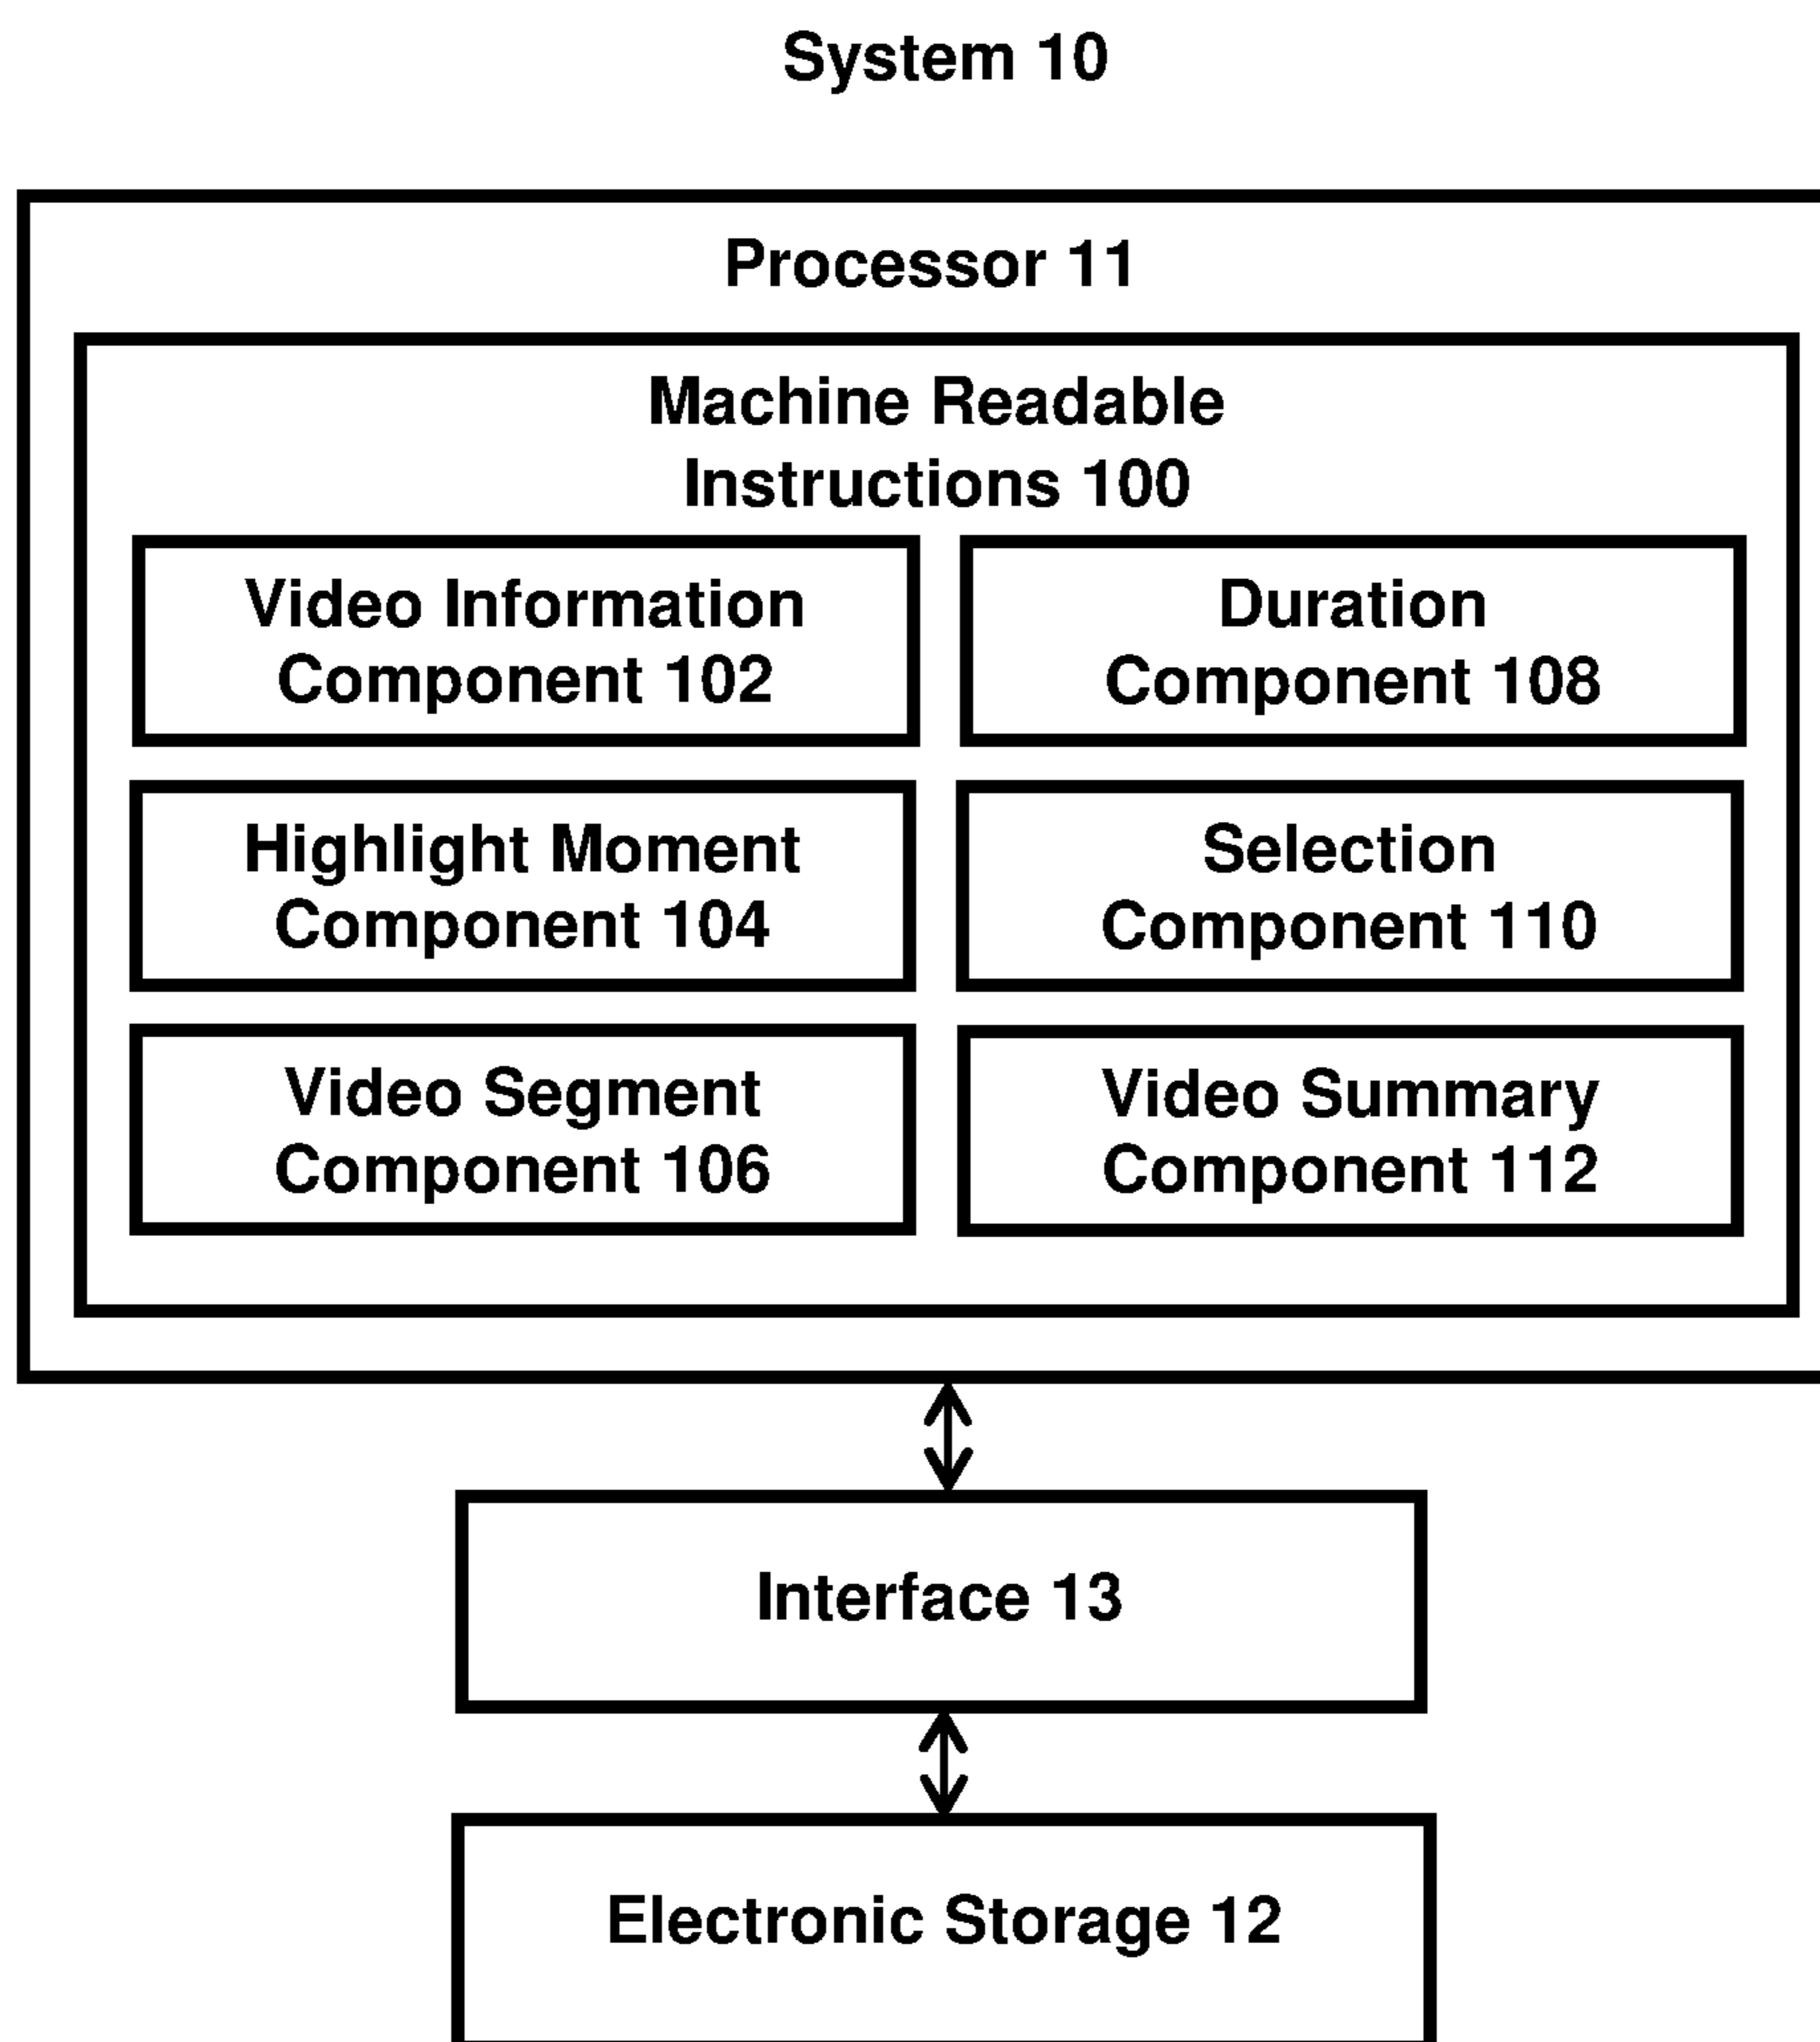 System 10
Processor 11
Machine Readable
Instructions 100
Video Information
Component 102
Duration
Component 108
Highlight Moment
Component 104
Selection
Component 110
Video Segment
Component 106
Video Summary
Component 112
Interface 13
Electronic Storage 12